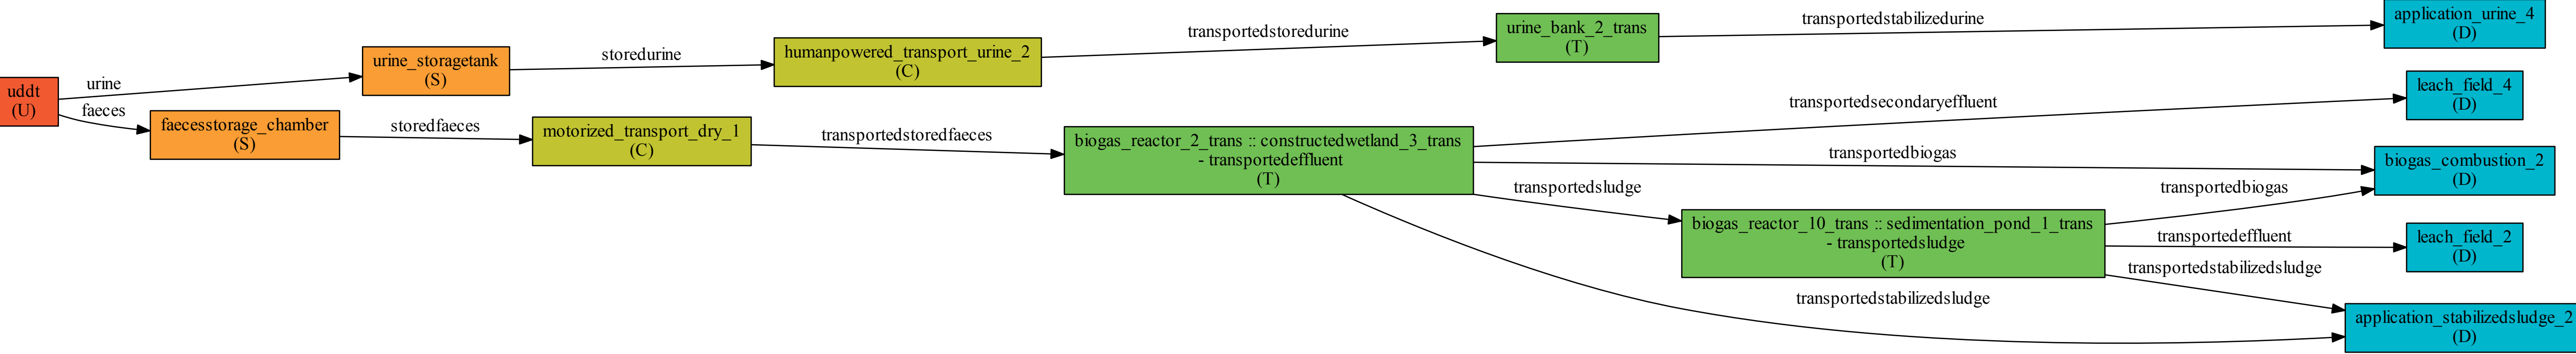 uddt
(U)
urine
faeces
urine_storagetank
(S)
faecesstorage_chamber
(S)
storedurine
storedfaeces
humanpowered_transport_urine_2
(C)
motorized_transport_dry_1
(C)
transportedstoredurine
transportedstoredfaeces
urine_bank_2_trans
(T)
biogas_reactor_2_trans :: constructedwetland_3_trans
- transportedeffluent
(T)
transportedstabilizedurine
transportedsecondaryeffluent
transportedbiogas
transportedsludge
biogas_reactor_10_trans :: sedimentation_pond_1_trans
- transportedsludge
(T)
transportedbiogas
transportedeffluent
transportedstabilizedsludge
transportedstabilizedsludge
application_urine_4
(D)
leach_field_4
(D)
biogas_combustion_2
(D)
leach_field_2
(D)
application_stabilizedsludge_2
(D)